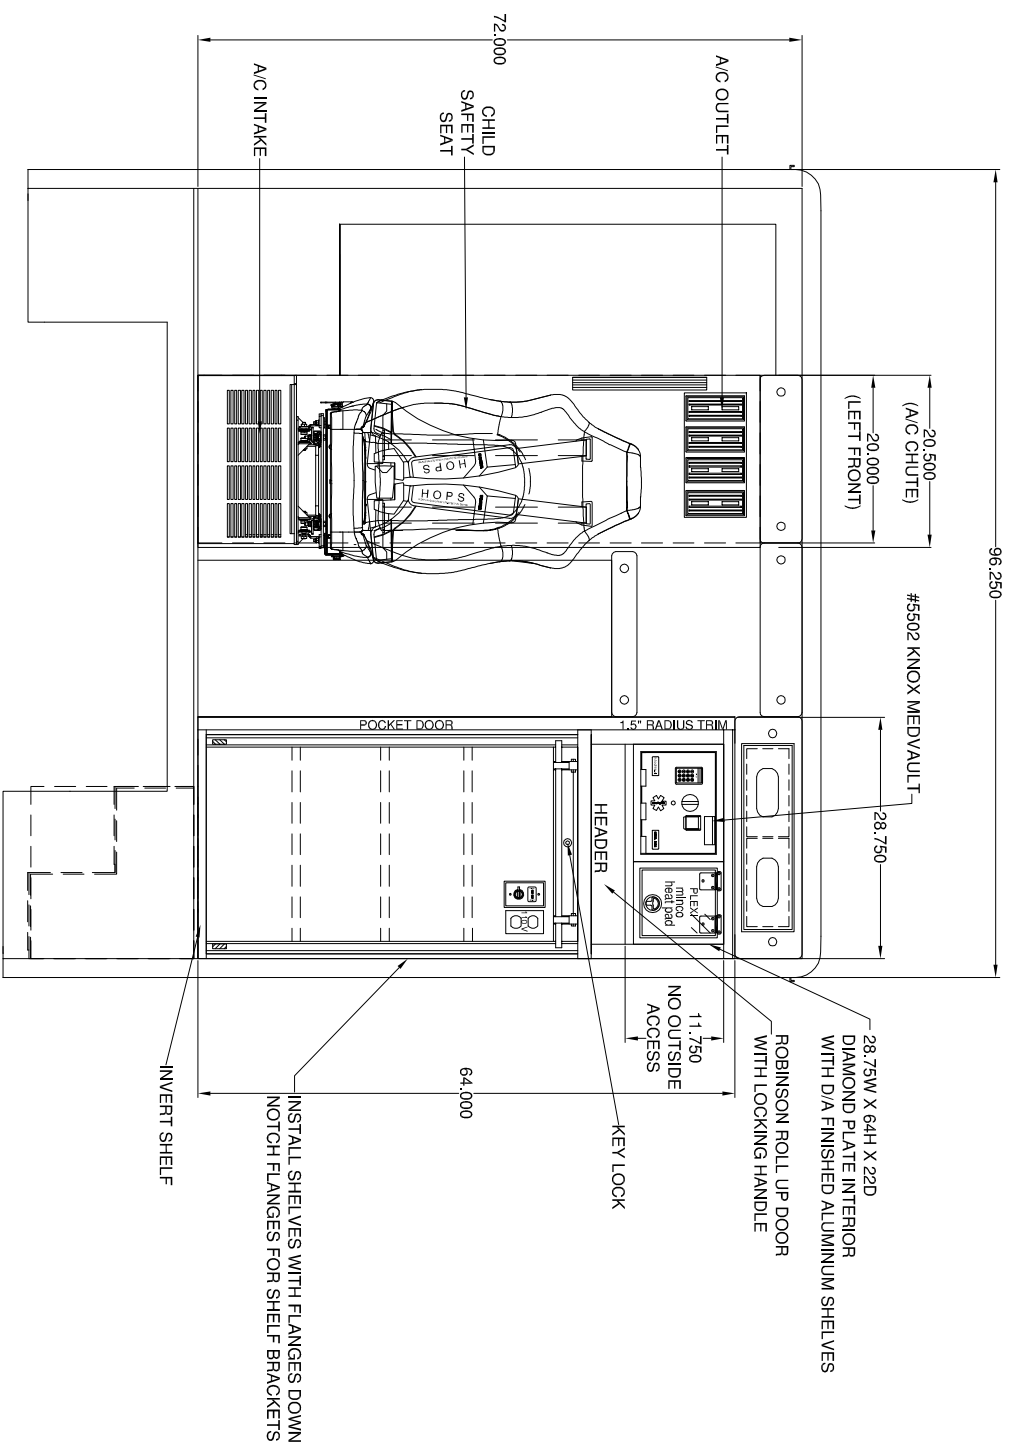 72.000
A/C INTAKE
CHILD
SAFETY
SEAT
A/C OUTLET
96.250
20.500
(A/C CHUTE)
20.000
(LEFT FRONT)
HOPS
HOPS
#5502 KNOX MEDVAULT
28.750
POCKET DOOR
1.5" RADIUS TRIM
HEADER
PLEXI
minco
heat pad
11.750
NO OUTSIDE
ACCESS
64.000
28.75W X 64H X 22D
DIAMOND PLATE INTERIOR
WITH D/A FINISHED ALUMINUM SHELVES
ROBINSON ROLL UP DOOR
WITH LOCKING HANDLE
KEY LOCK
INSTALL SHELVES WITH FLANGES DOWN
NOTCH FLANGES FOR SHELF BRACKETS
INVERT SHELF